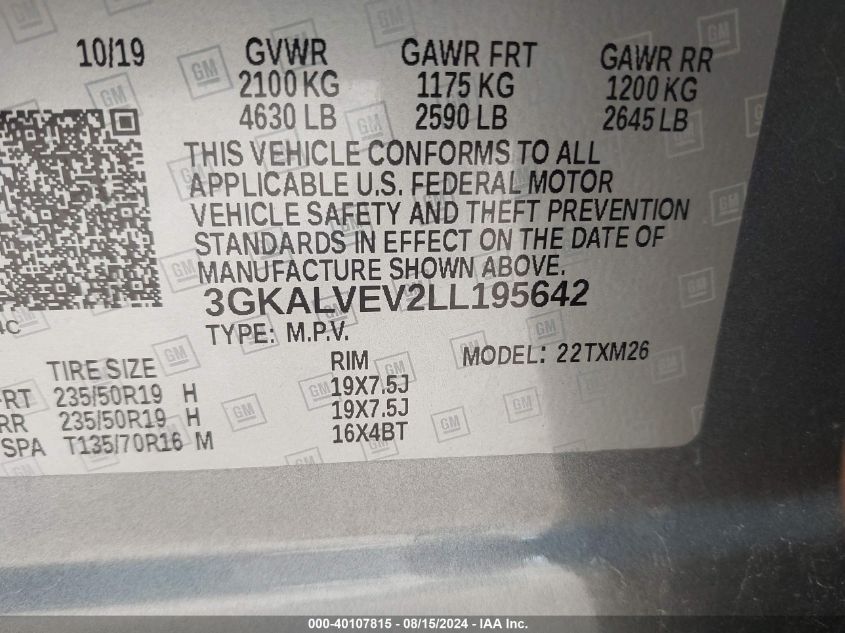 10/19 GVWR GAWR FRT GAWR RR
2100 KG 1175 KG 1200 KG
4630 LB 2590 LB 2645 LB
THIS VEHICLE CONFORMS TO ALL
APPLICABLE U.S. FEDERAL MOTOR
VEHICLE SAFETY AND THEFT PREVENTION
STANDARDS IN EFFECT ON THE DATE OF
MANUFACTURE SHOWN ABOVE.
3GKALVEV2LL195642
TYPE: M.P.V. MODEL: 22TXM26
TIRE SIZE RIM
FRT 235/50R19 H 19X7.5J
RR 235/50R19 H 19X7.5J
SPA T135/70R16 M 16X4BT
GM
000-40107815 - 08/15/2024 - IAA Inc.